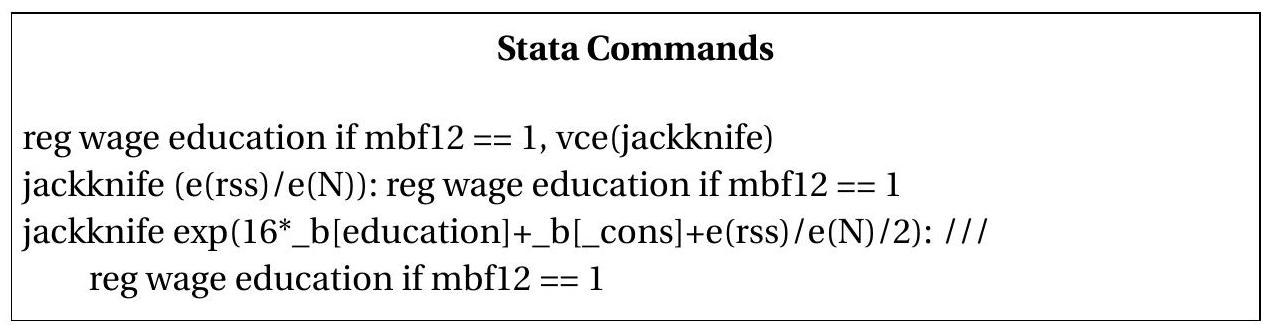 Stata Commands
reg wage education if mbf12 == 1, vce(jackknife)
jackknife (e(rss)/e(N)): reg wage education if mbf12 == 1
jackknife exp(16*_b[education]+_b[_cons]+e(rss)/e(N)/2): ///
reg wage education if mbf12 == 1